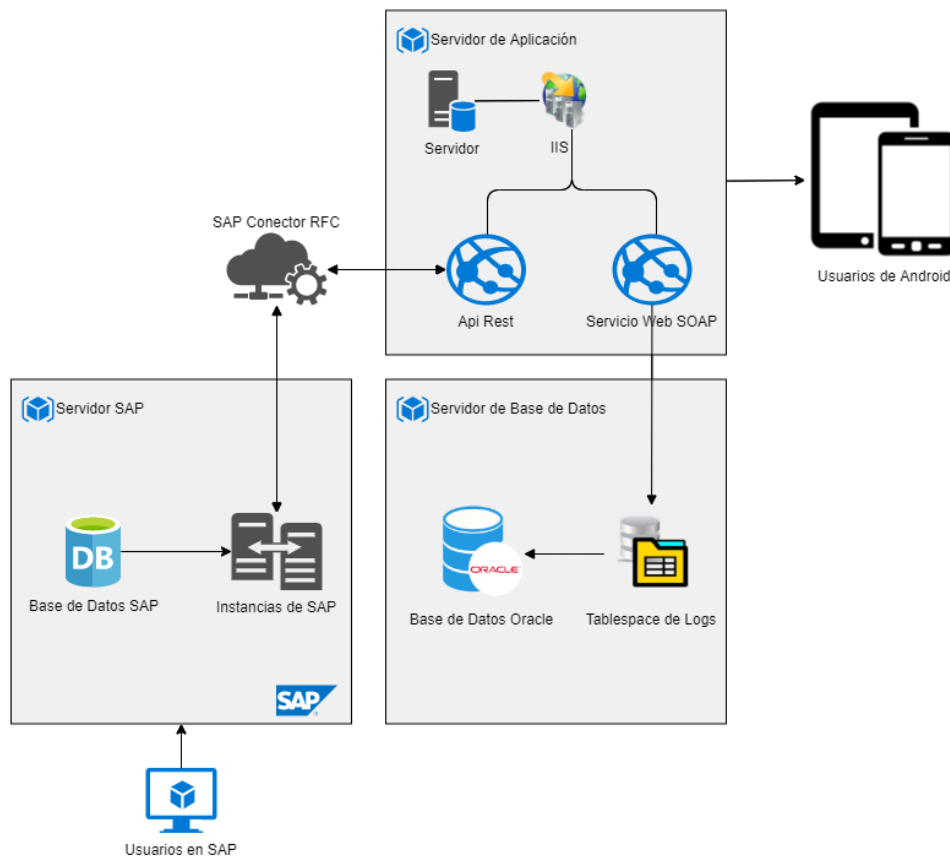 Servidor de Aplicación
Servidor
IIS
SAP Conector RFC
Api Rest
Servicio Web SOAP
Usuarios de Android
Servidor SAP
Servidor de Base de Datos
DB
ORACLE
Base de Datos SAP
Instancias de SAP
Base de Datos Oracle
Tablespace de Logs
SAP
Usuarios en SAP